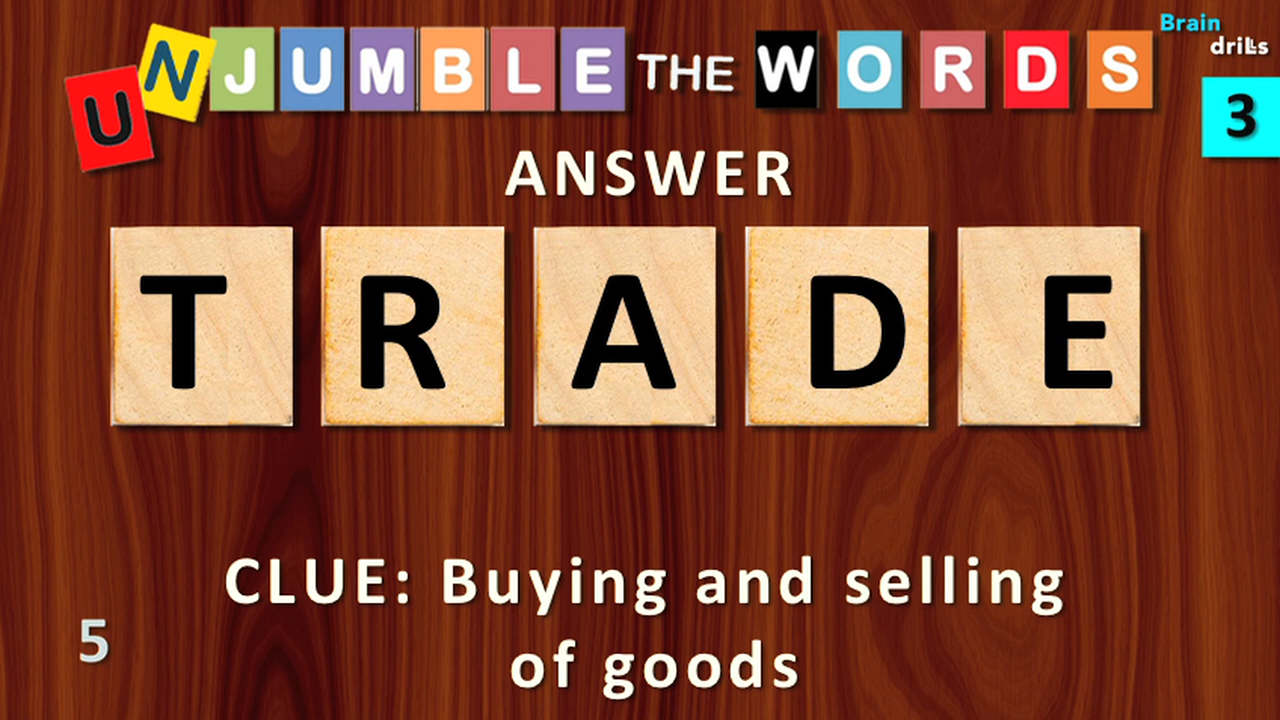 UNJUMBLE THE WORDS
Brain
drills
3
ANSWER
TRADE
CLUE: Buying and selling
of goods
5